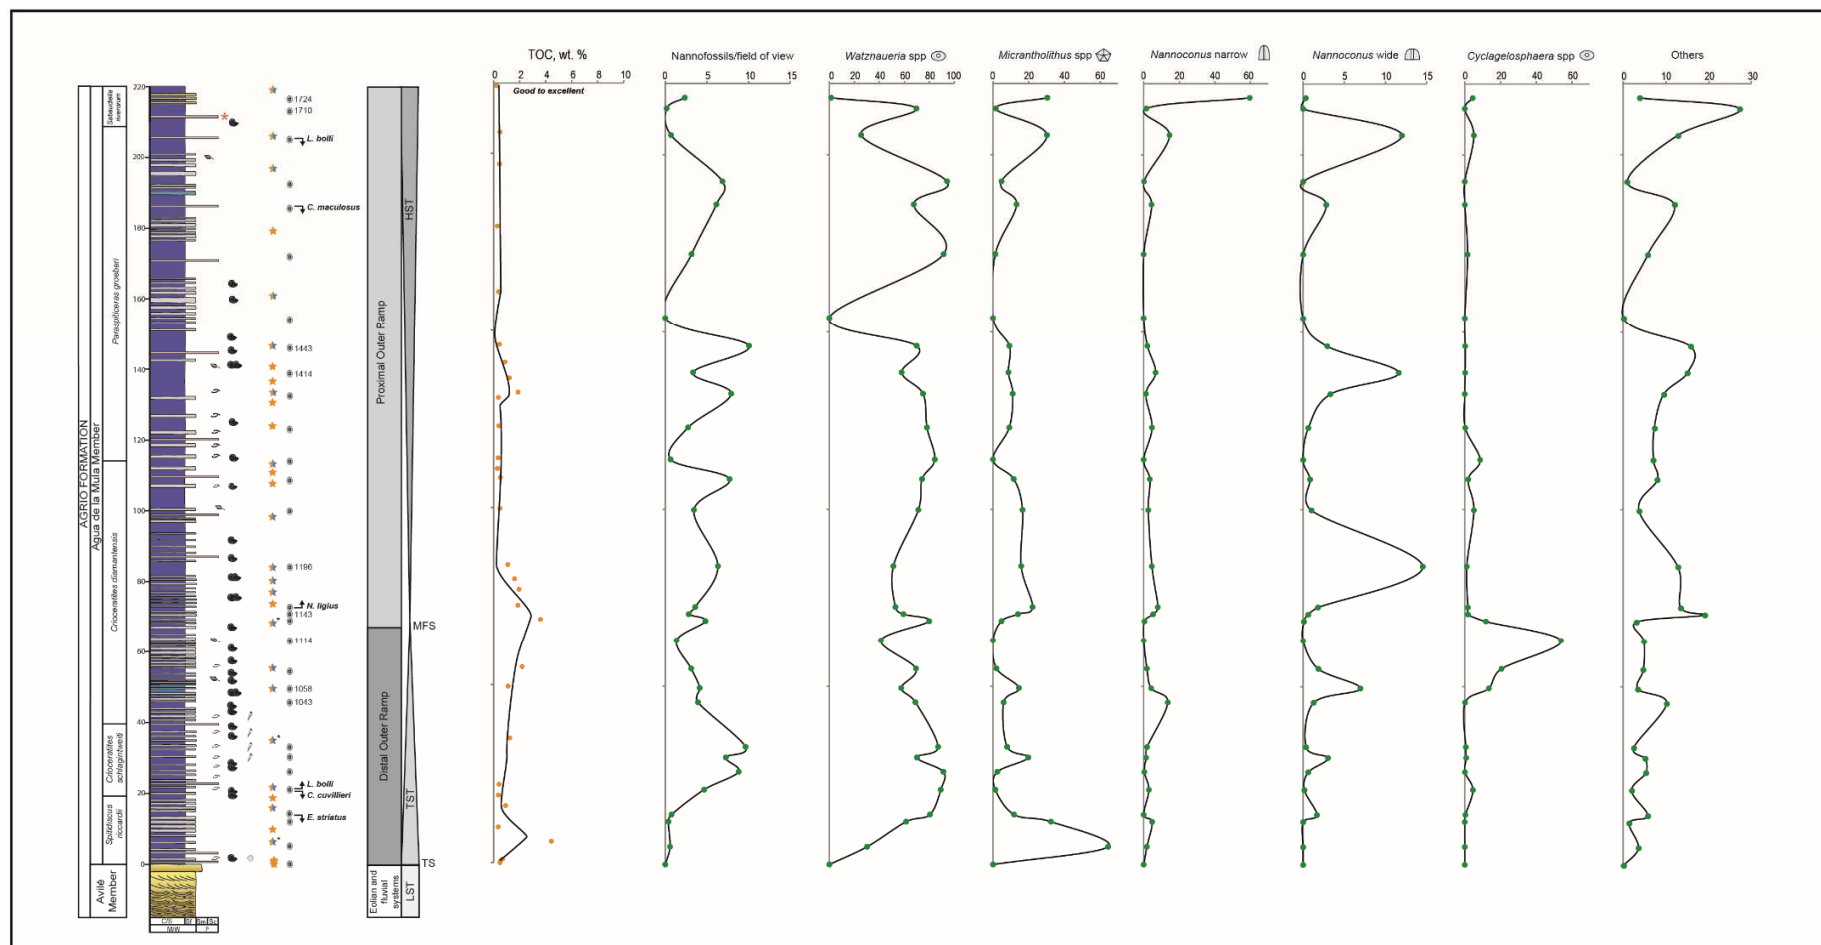 TOC, wt. %
0 2 4 6 8 10
Good to excellent
Nannofossils/field of view
0 5 10 15
Watznaueria spp
0 20 40 60 80 100
Micrantholithus spp
0 20 40 60
Nannoconus narrow
0 20 40 60
Nannoconus wide
0 5 10 15
Cyclagelosphaera spp
0 20 40 60
Others
0 10 20 30
AGRIO FORMATION
Agua de la Mula Member
Avilé
Member
Paraspiticeras groeberi
Crioceratites diamantensis
Crioceratites
schlagintweiti
Spitidiscus
riccardii
220
200
180
160
140
120
100
80
60
40
20
0
1724
1710
L. bolli
C. maculosus
1443
1414
1196
N. ligius
1143
1114
1058
1043
L. bolli
C. cuvillieri
E. striatus
Proximal Outer Ramp
Distal Outer Ramp
Eolian and
fluvial
systems
HST
MFS
TST
TS
LST
C/S Sf Sm Sc
M/W P